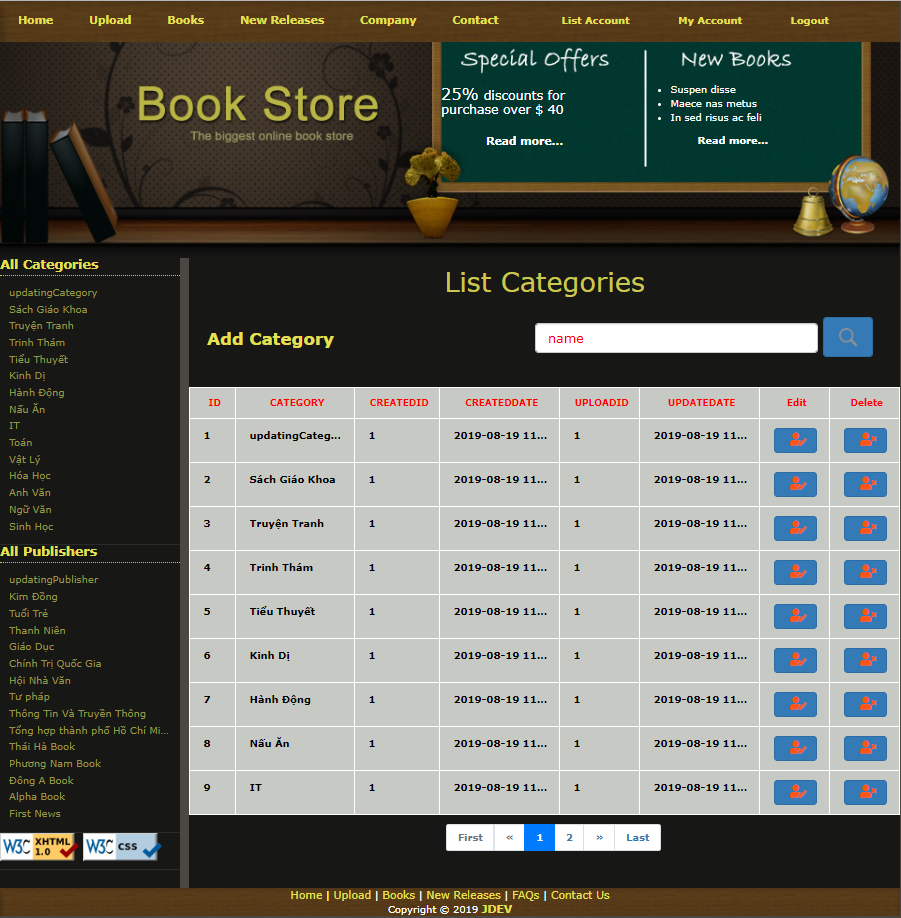 Home Upload Books New Releases Company Contact List Account My Account Logout
Book Store
The biggest online book store
Special Offers
25% discounts for
purchase over $ 40
Read more...
New Books
Suspen disse
Maece nas metus
In sed risus ac feli
Read more...
All Categories
updatingCategory
Sách Giáo Khoa
Truyện Tranh
Trinh Thám
Tiểu Thuyết
Kinh Dị
Hành Động
Nấu Ăn
IT
Toán
Vật Lý
Hóa Học
Anh Văn
Ngữ Văn
Sinh Học
All Publishers
updatingPublisher
Kim Đồng
Tuổi Trẻ
Thanh Niên
Giáo Dục
Chính Trị Quốc Gia
Hội Nhà Văn
Tư pháp
Thông Tin Và Truyền Thông
Tổng hợp thành phố Hồ Chí Mi...
Thái Hà Book
Phương Nam Book
Đông A Book
Alpha Book
First News
W3C XHTML 1.0
W3C css
List Categories
Add Category
name
ID CATEGORY CREATEDID CREATEDDATE UPLOADID UPDATEDATE Edit Delete
1 updatingCateg... 1 2019-08-19 11... 1 2019-08-19 11...
2 Sách Giáo Khoa 1 2019-08-19 11... 1 2019-08-19 11...
3 Truyện Tranh 1 2019-08-19 11... 1 2019-08-19 11...
4 Trinh Thám 1 2019-08-19 11... 1 2019-08-19 11...
5 Tiểu Thuyết 1 2019-08-19 11... 1 2019-08-19 11...
6 Kinh Dị 1 2019-08-19 11... 1 2019-08-19 11...
7 Hành Động 1 2019-08-19 11... 1 2019-08-19 11...
8 Nấu Ăn 1 2019-08-19 11... 1 2019-08-19 11...
9 IT 1 2019-08-19 11... 1 2019-08-19 11...
First « 1 2 » Last
Home | Upload | Books | New Releases | FAQs | Contact Us
Copyright © 2019 JDEV